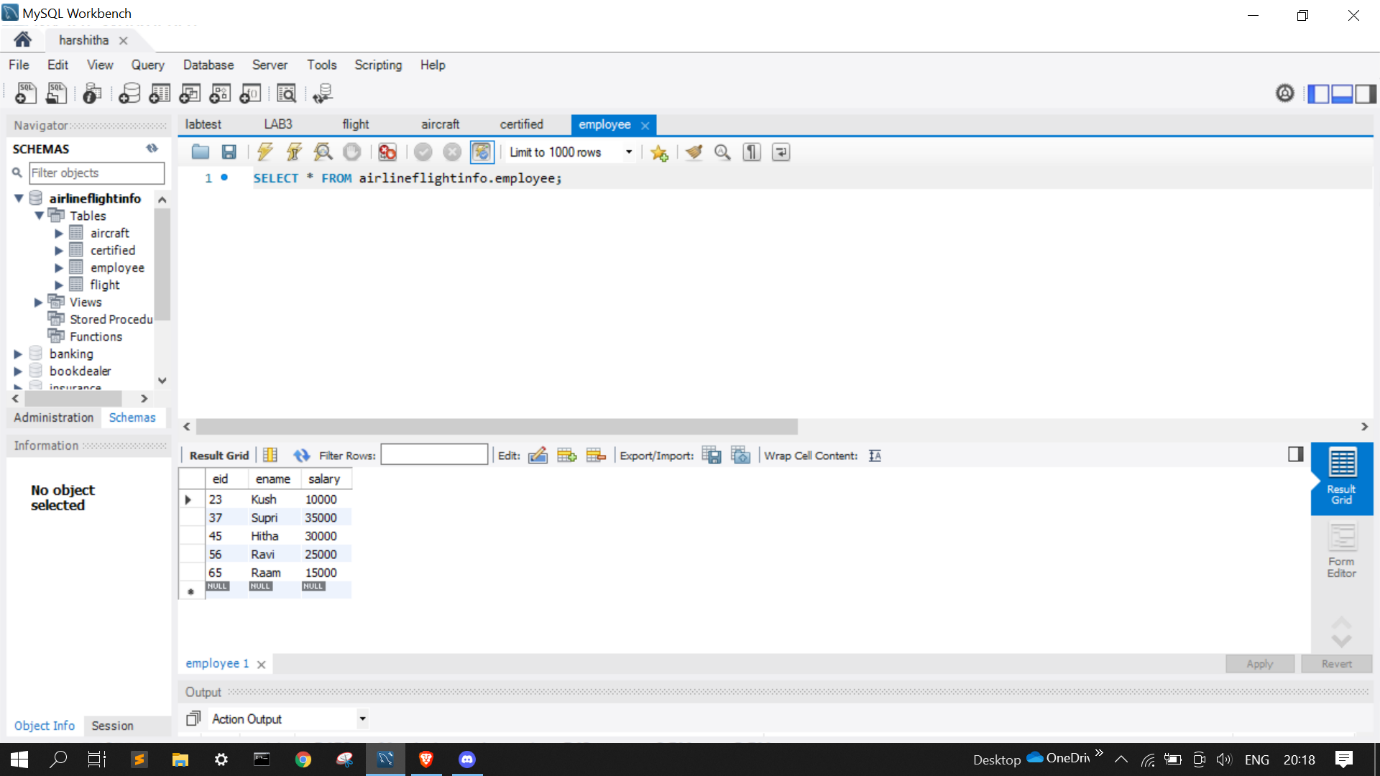 MySQL Workbench
harshitha
File Edit View Query Database Server Tools Scripting Help
Navigator
SCHEMAS
Filter objects
airlineflightinfo
Tables
aircraft
certified
employee
flight
Views
Stored Procedu
Functions
banking
bookdealer
insurance
Administration Schemas
Information
No object
selected
Object Info Session
labtest LAB3 flight aircraft certified employee
Limit to 1000 rows
1 SELECT * FROM airlineflightinfo.employee;
Result Grid Filter Rows: Edit: Export/Import: Wrap Cell Content:
eid ename salary
23 Kush 10000
37 Supri 35000
45 Hitha 30000
56 Ravi 25000
65 Raam 15000
NULL NULL NULL
Result
Grid
Form
Editor
employee 1
Apply Revert
Output
Action Output
Desktop OneDriv ENG 20:18